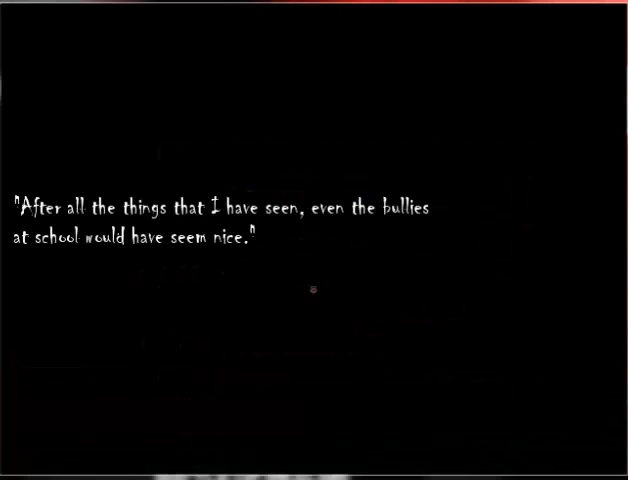 "After all the things that I have seen, even the bullies
at school would have seem nice."